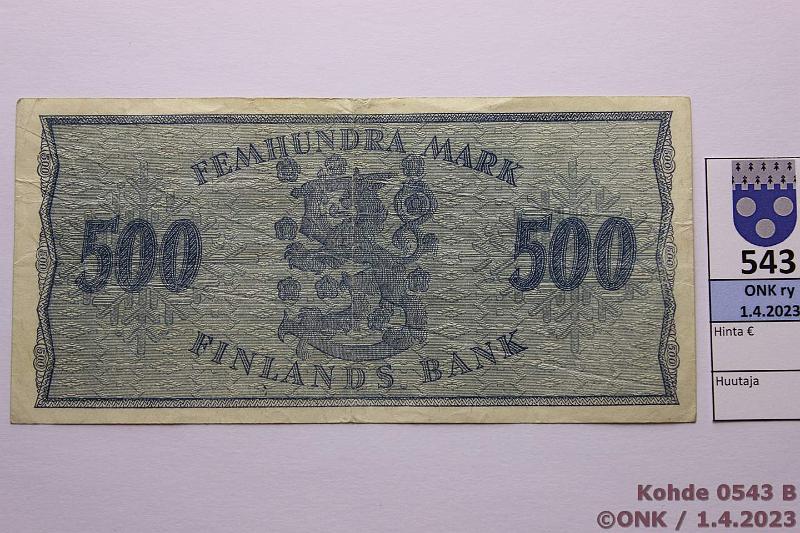 FEMHUNDRA MARK
500 500
FINLANDS BANK
543
ONK ry
1.4.2023
Hinta €
Huutaja
Kohde 0543 B
©ONK / 1.4.2023